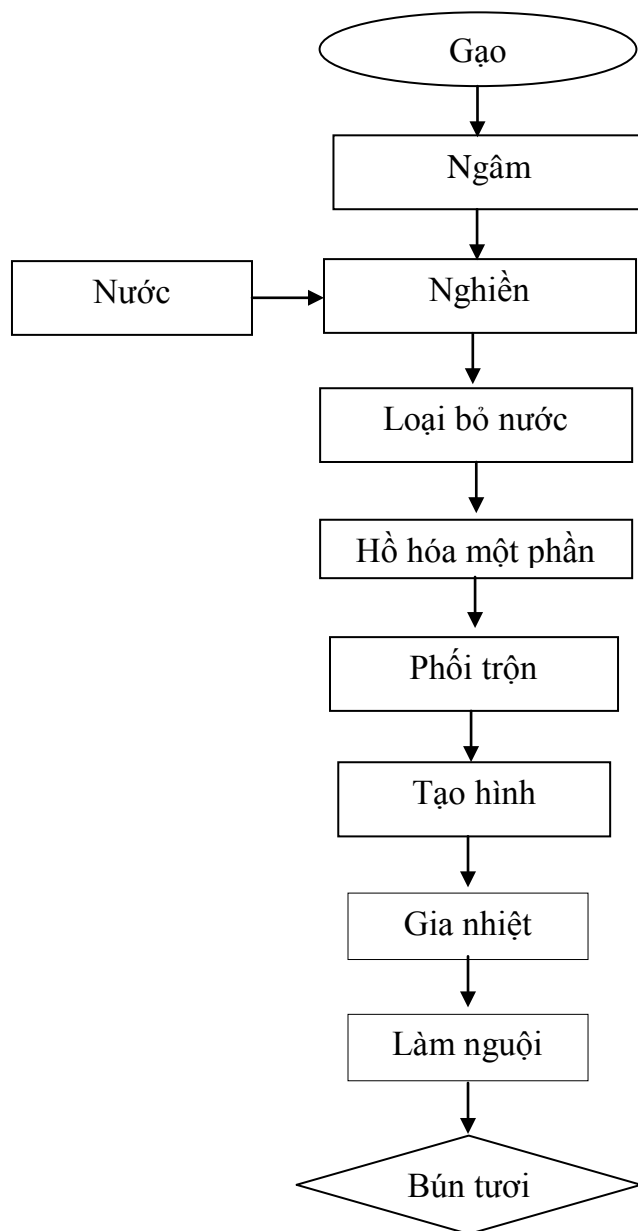 Gạo
Ngâm
Nước
Nghiền
Loại bỏ nước
Hồ hóa một phần
Phối trộn
Tạo hình
Gia nhiệt
Làm nguội
Bún tươi